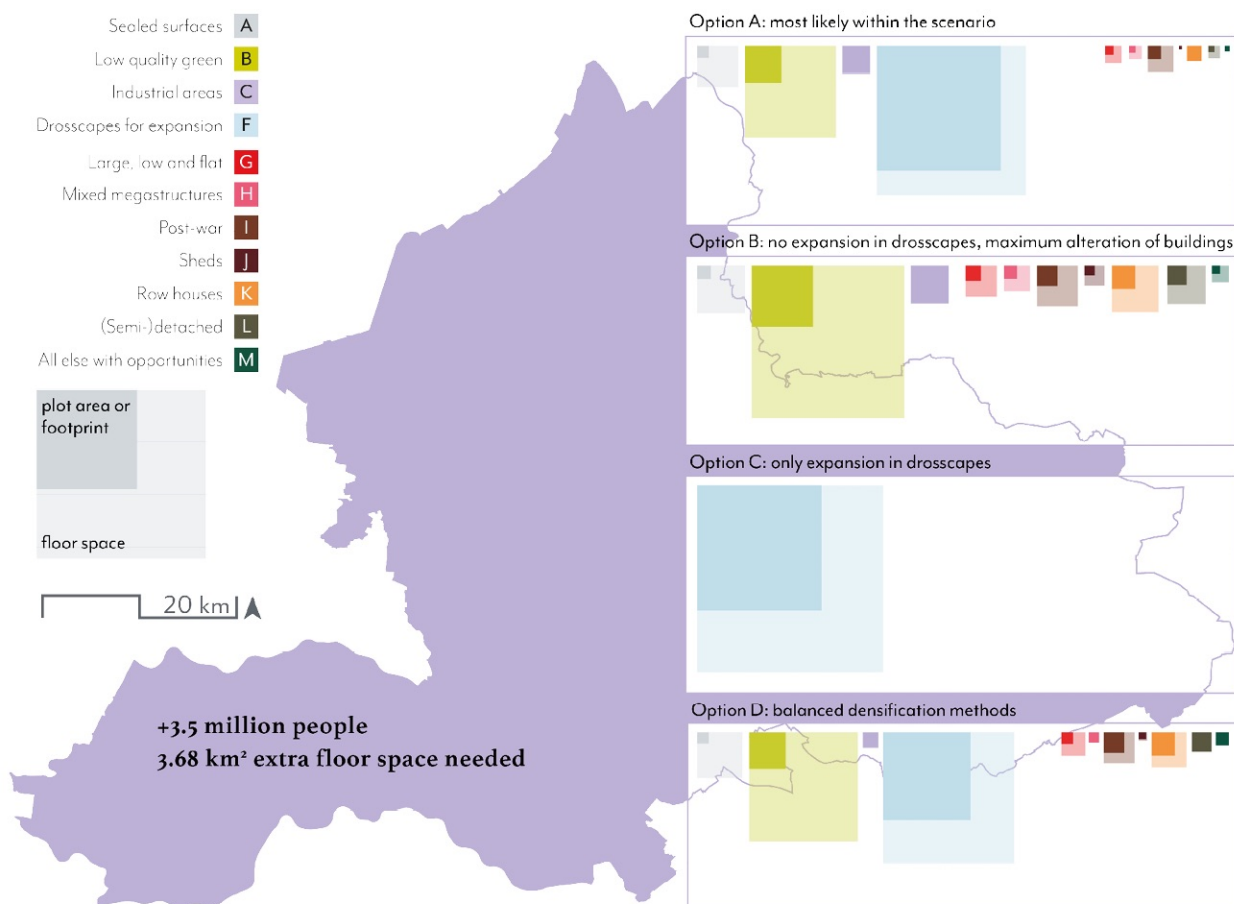 Sealed surfaces A
Low quality green B
Industrial areas C
Drosscapes for expansion F
Large, low and flat G
Mixed megastructures H
Post-war I
Sheds J
Row houses K
(Semi-)detached L
All else with opportunities M
plot area or
footprint
floor space
20 km
+3.5 million people
3.68 km² extra floor space needed
Option A: most likely within the scenario
Option B: no expansion in drosscapes, maximum alteration of buildings
Option C: only expansion in drosscapes
Option D: balanced densification methods